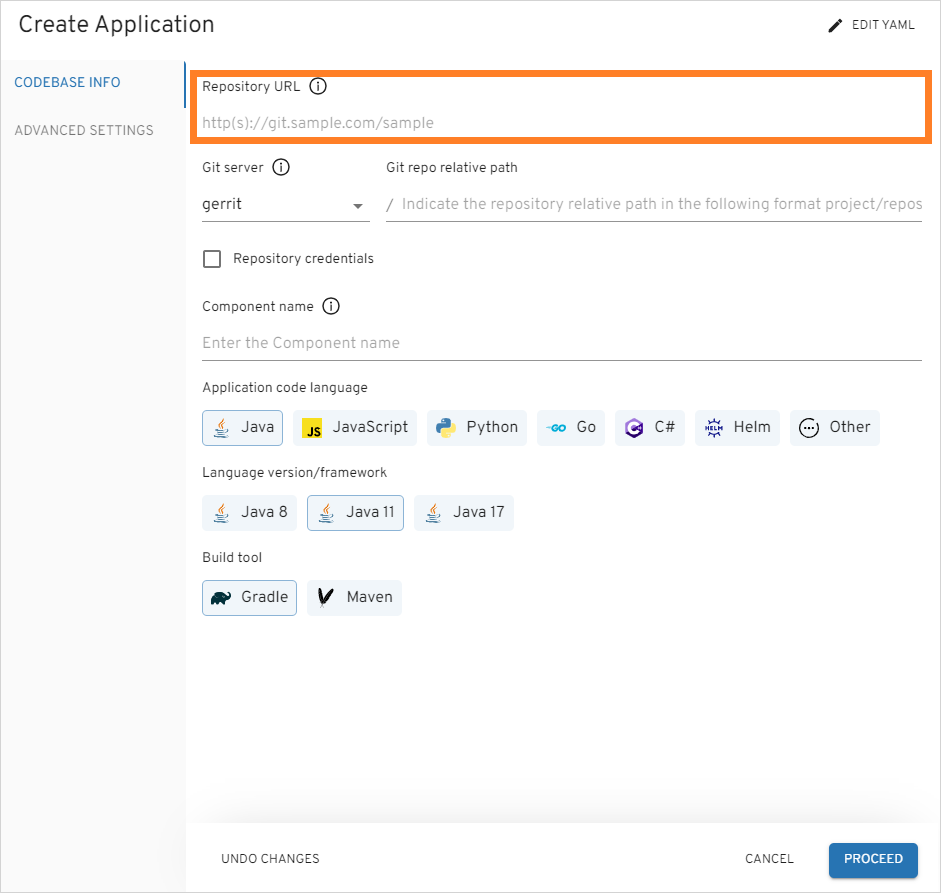 Create Application
EDIT YAML
CODEBASE INFO
ADVANCED SETTINGS
Repository URL
http(s)://git.sample.com/sample
Git server
Git repo relative path
gerrit
/ Indicate the repository relative path in the following format project/repos
Repository credentials
Component name
Enter the Component name
Application code language
Java JS JavaScript Python GO Go C# HELM Helm Other
Language version/framework
Java 8 Java 11 Java 17
Build tool
Gradle Maven
UNDO CHANGES CANCEL PROCEED